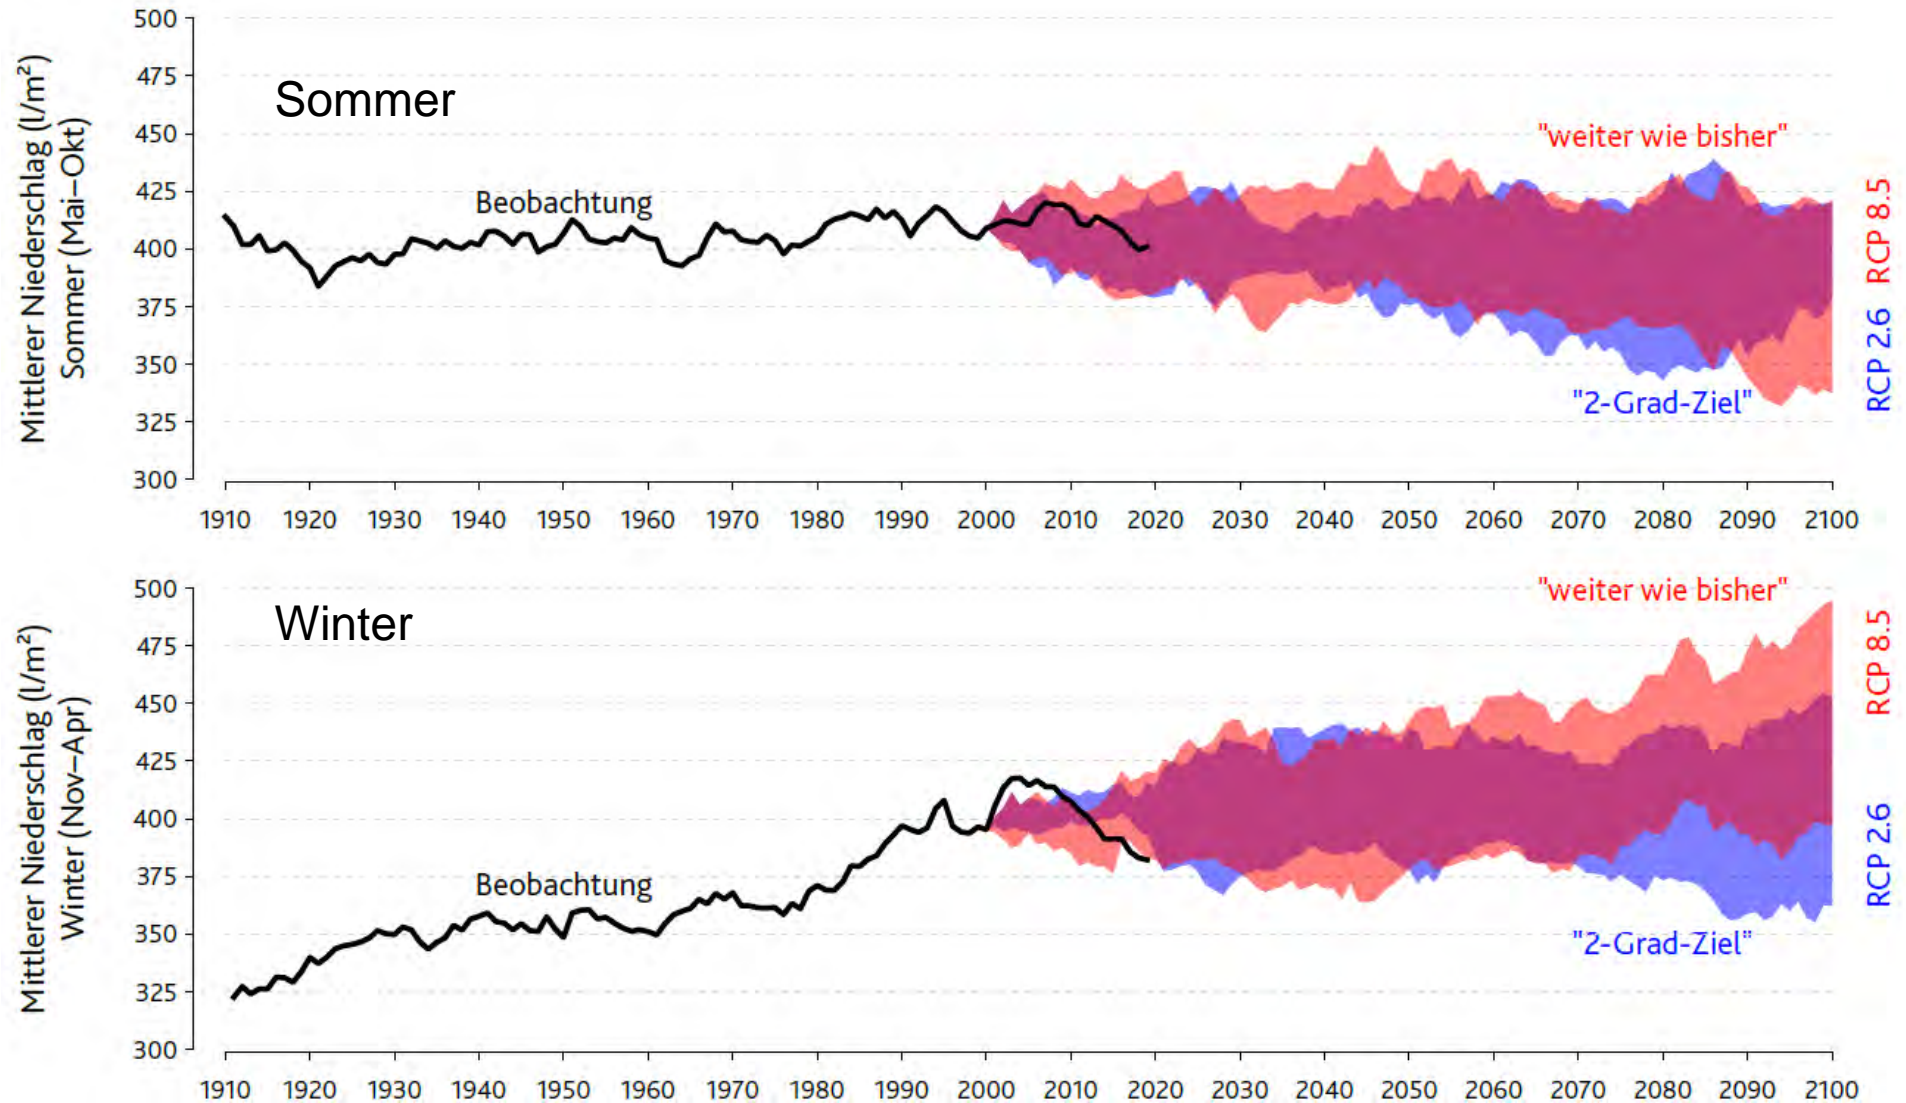 Mittlerer Niederschlag (l/m²)
Sommer (Mai–Okt)
500
475
450
425
400
375
350
325
300
Sommer
Beobachtung
"weiter wie bisher"
"2-Grad-Ziel"
RCP 8.5
RCP 2.6
1910 1920 1930 1940 1950 1960 1970 1980 1990 2000 2010 2020 2030 2040 2050 2060 2070 2080 2090 2100
Mittlerer Niederschlag (l/m²)
Winter (Nov–Apr)
500
475
450
425
400
375
350
325
300
Winter
Beobachtung
"weiter wie bisher"
"2-Grad-Ziel"
RCP 8.5
RCP 2.6
1910 1920 1930 1940 1950 1960 1970 1980 1990 2000 2010 2020 2030 2040 2050 2060 2070 2080 2090 2100